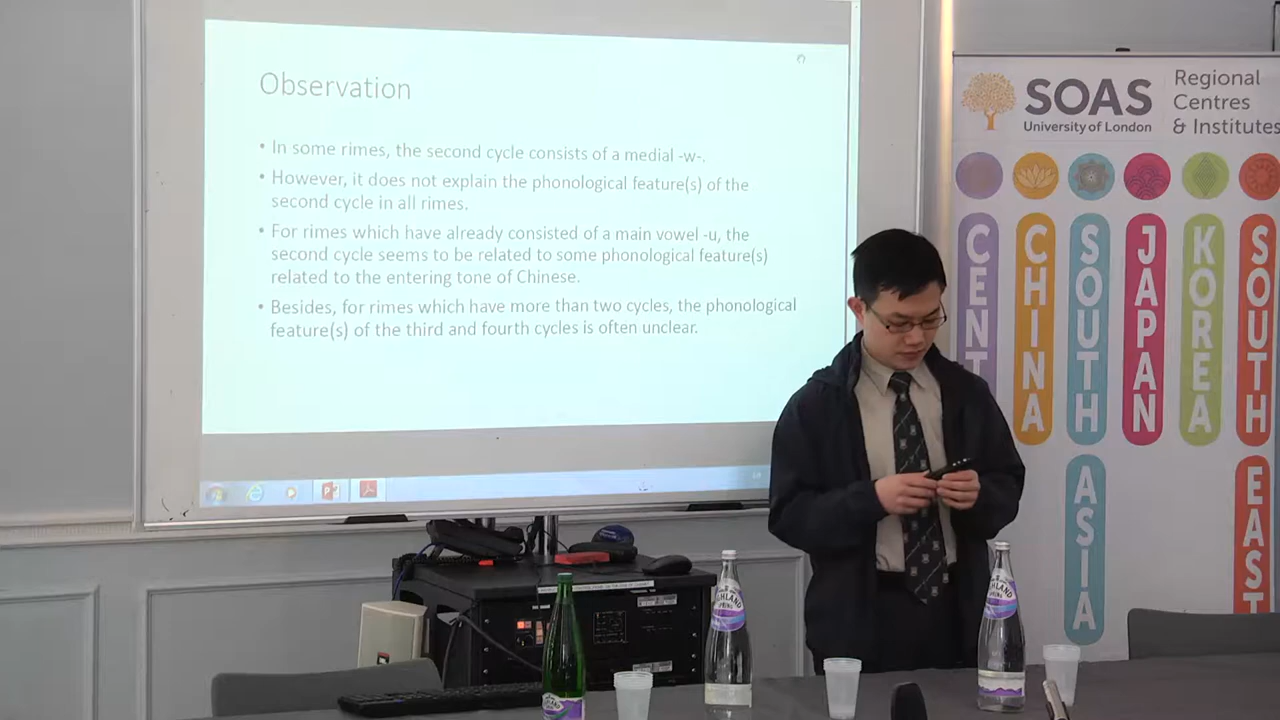 Observation
• In some rimes, the second cycle consists of a medial -w-.
• However, it does not explain the phonological feature(s) of the
second cycle in all rimes.
• For rimes which have already consisted of a main vowel -u, the
second cycle seems to be related to some phonological feature(s)
related to the entering tone of Chinese.
• Besides, for rimes which have more than two cycles, the phonological
feature(s) of the third and fourth cycles is often unclear.
SOAS
University of London
Regional
Centres
& Institutes
CENT
CHINA
SOUTH
ASIA
JAPAN
KOREA
SOUTH
EAST
HIGHLAND
SPRING
HIGHLAND
SPRING